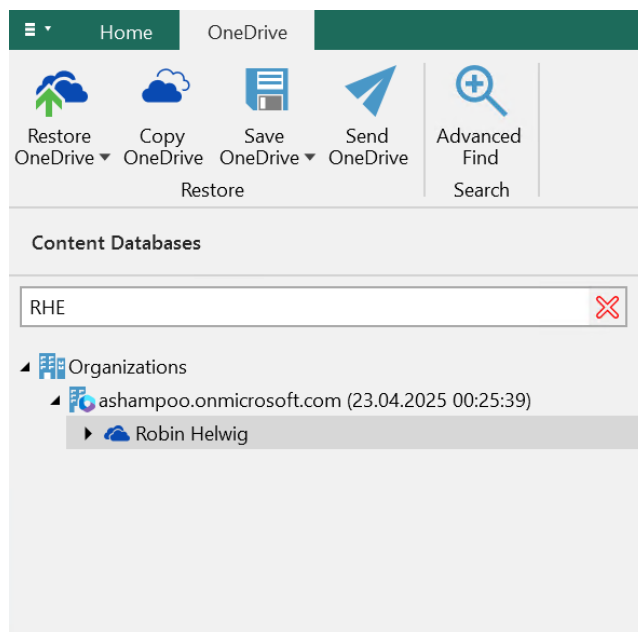 Home OneDrive
Restore Copy Save Send Advanced
OneDrive OneDrive OneDrive OneDrive Find
Restore Search
Content Databases
RHE
Organizations
ashampoo.onmicrosoft.com (23.04.2025 00:25:39)
Robin Helwig